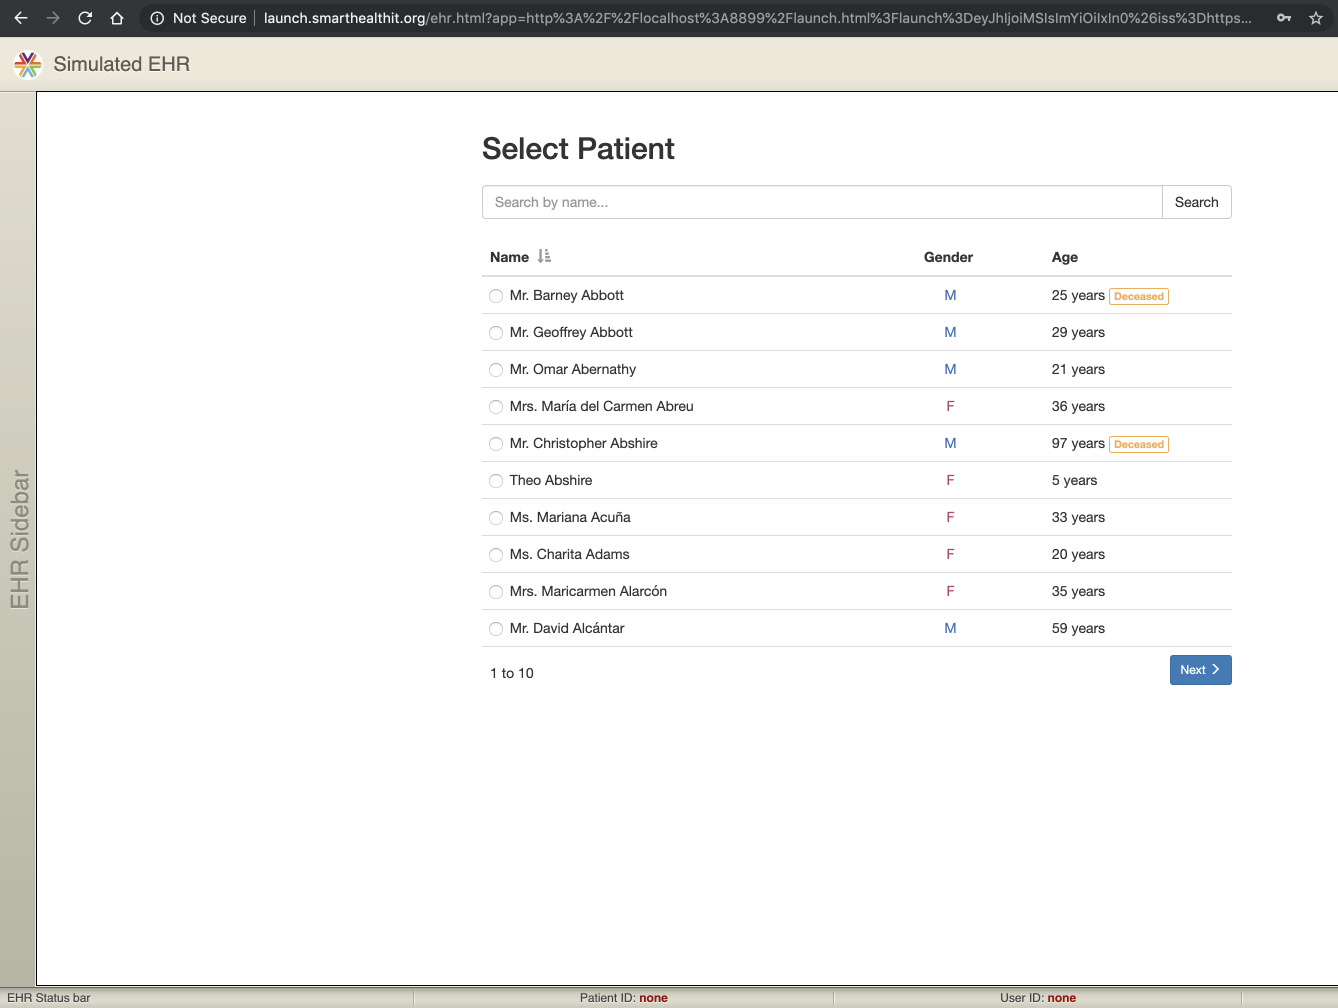 Not Secure launch.smarthealthit.org/ehr.html?app=http%3A%2F%2Flocalhost%3A8899%2Flaunch.html%3Flaunch%3DeyJhIjoiMSIsImYiOiIxIn0%26iss%3Dhttps...
Simulated EHR
EHR Sidebar
Select Patient
Search by name... Search
Name Gender Age
Mr. Barney Abbott M 25 years Deceased
Mr. Geoffrey Abbott M 29 years
Mr. Omar Abernathy M 21 years
Mrs. María del Carmen Abreu F 36 years
Mr. Christopher Abshire M 97 years Deceased
Theo Abshire F 5 years
Ms. Mariana Acuña F 33 years
Ms. Charita Adams F 20 years
Mrs. Maricarmen Alarcón F 35 years
Mr. David Alcántar M 59 years
1 to 10 Next
EHR Status bar Patient ID: none User ID: none